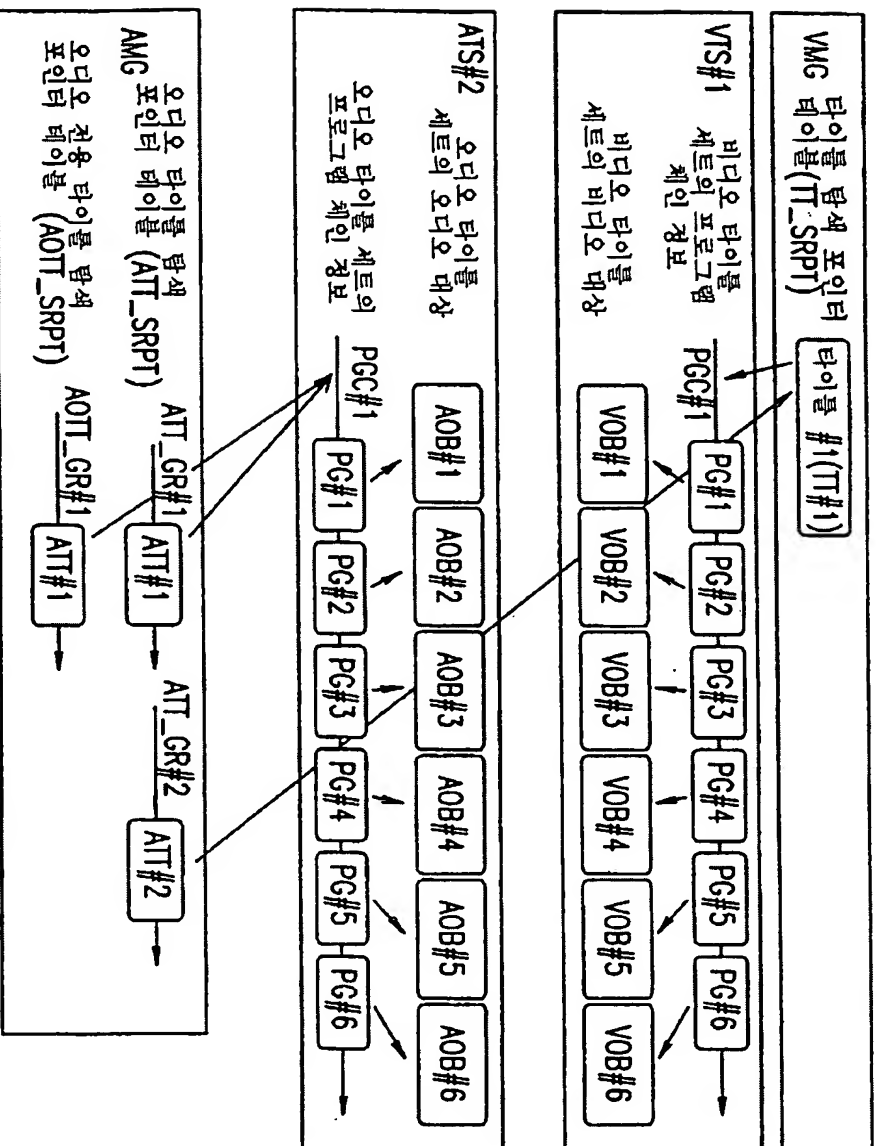 VMG
타이틀 탐색 포인터
테이블(TT_SRPT)
타이틀 #1(TT#1)
VTS#1
비디오 타이틀
세트의 프로그램
체인 정보
PGC#1
PG#1
PG#2
PG#3
PG#4
PG#5
PG#6
비디오 타이틀
세트의 비디오 대상
VOB#1
VOB#2
VOB#3
VOB#4
VOB#5
VOB#6
ATS#2
오디오 타이틀
세트의 오디오 대상
AOB#1
AOB#2
AOB#3
AOB#4
AOB#5
AOB#6
오디오 타이틀 세트의
프로그램 체인 정보
PGC#1
PG#1
PG#2
PG#3
PG#4
PG#5
PG#6
AMG
오디오 타이틀 탐색
포인터 테이블 (ATT_SRPT)
ATT_GR#1
ATT#1
ATT_GR#2
ATT#2
오디오 전용 타이틀 탐색
포인터 테이블 (AOTT_SRPT)
AOTT_GR#1
ATT#1